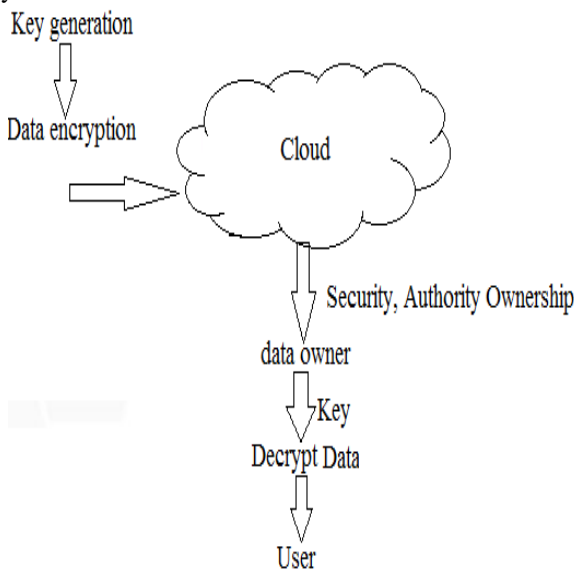 Key generation
Data encryption
Cloud
Security, Authority Ownership
data owner
Key
Decrypt Data
User